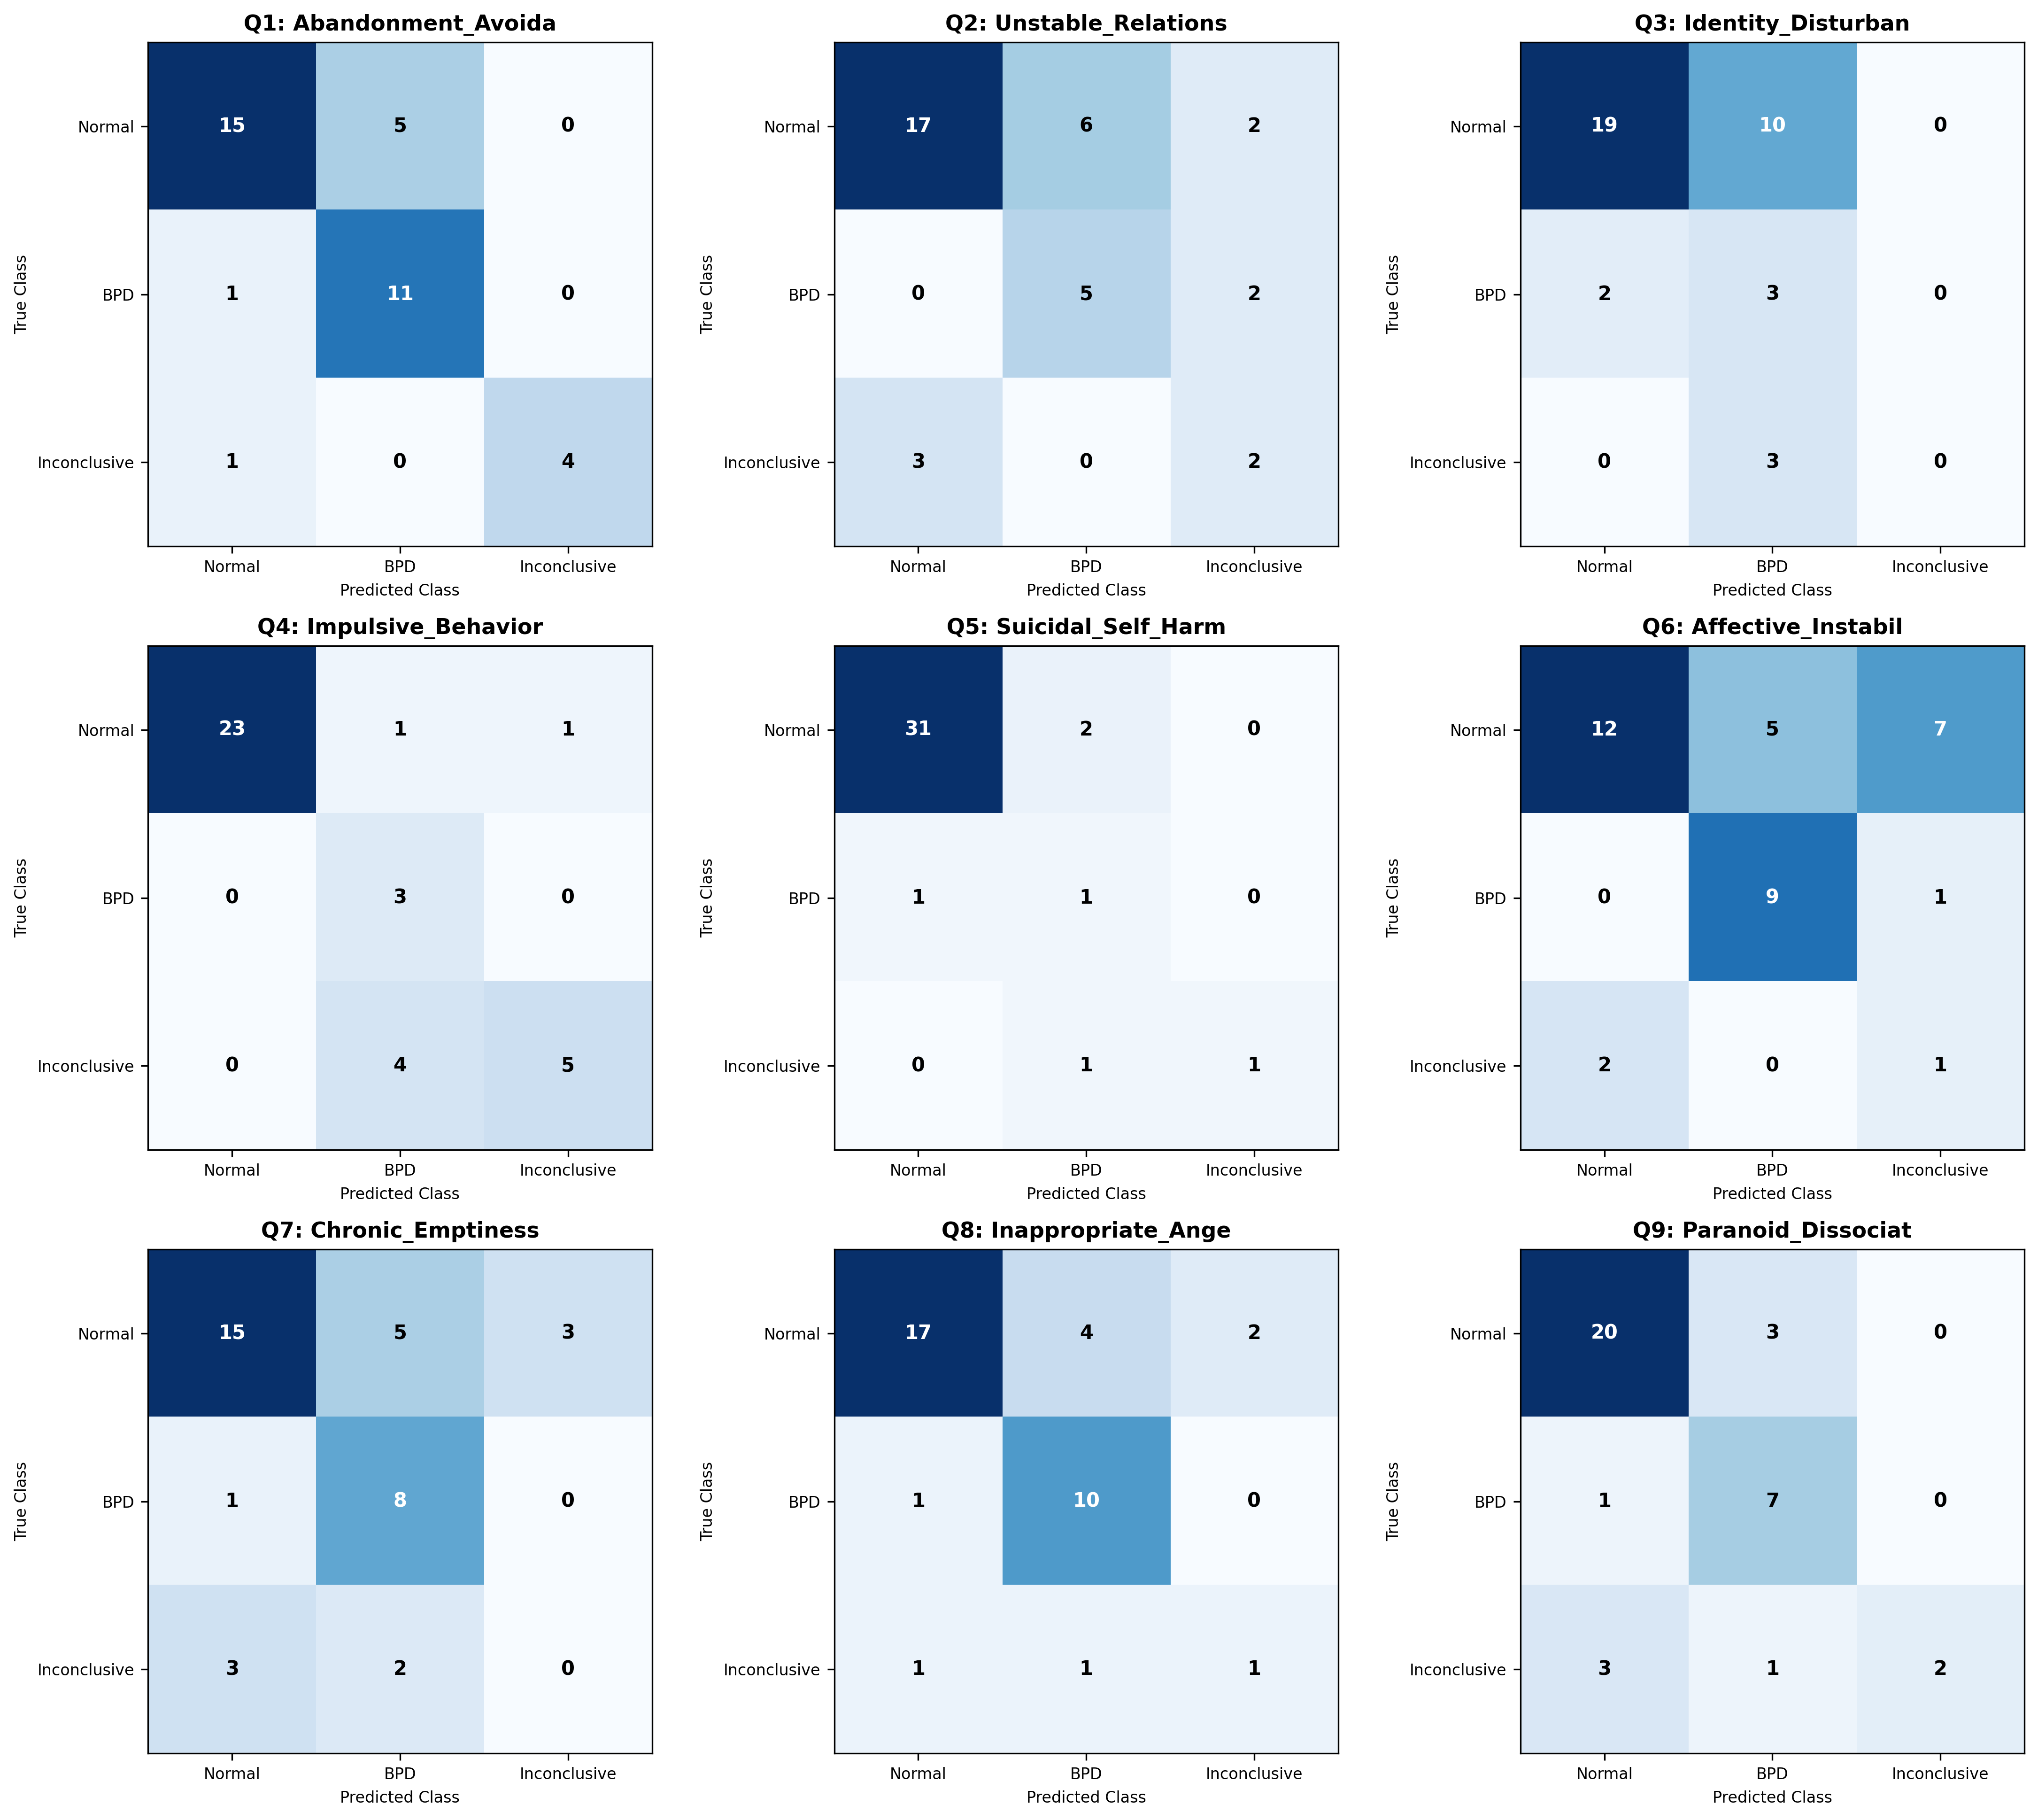 Q1: Abandonment_Avoida
Normal
15 5 0
BPD
1 11 0
Inconclusive
1 0 4
True Class
Normal BPD Inconclusive
Predicted Class
Q2: Unstable_Relations
Normal
17 6 2
BPD
0 5 2
Inconclusive
3 0 2
True Class
Normal BPD Inconclusive
Predicted Class
Q3: Identity_Disturban
Normal
19 10 0
BPD
2 3 0
Inconclusive
0 3 0
True Class
Normal BPD Inconclusive
Predicted Class
Q4: Impulsive_Behavior
Normal
23 1 1
BPD
0 3 0
Inconclusive
0 4 5
True Class
Normal BPD Inconclusive
Predicted Class
Q5: Suicidal_Self_Harm
Normal
31 2 0
BPD
1 1 0
Inconclusive
0 1 1
True Class
Normal BPD Inconclusive
Predicted Class
Q6: Affective_Instabil
Normal
12 5 7
BPD
0 9 1
Inconclusive
2 0 1
True Class
Normal BPD Inconclusive
Predicted Class
Q7: Chronic_Emptiness
Normal
15 5 3
BPD
1 8 0
Inconclusive
3 2 0
True Class
Normal BPD Inconclusive
Predicted Class
Q8: Inappropriate_Ange
Normal
17 4 2
BPD
1 10 0
Inconclusive
1 1 1
True Class
Normal BPD Inconclusive
Predicted Class
Q9: Paranoid_Dissociat
Normal
20 3 0
BPD
1 7 0
Inconclusive
3 1 2
True Class
Normal BPD Inconclusive
Predicted Class